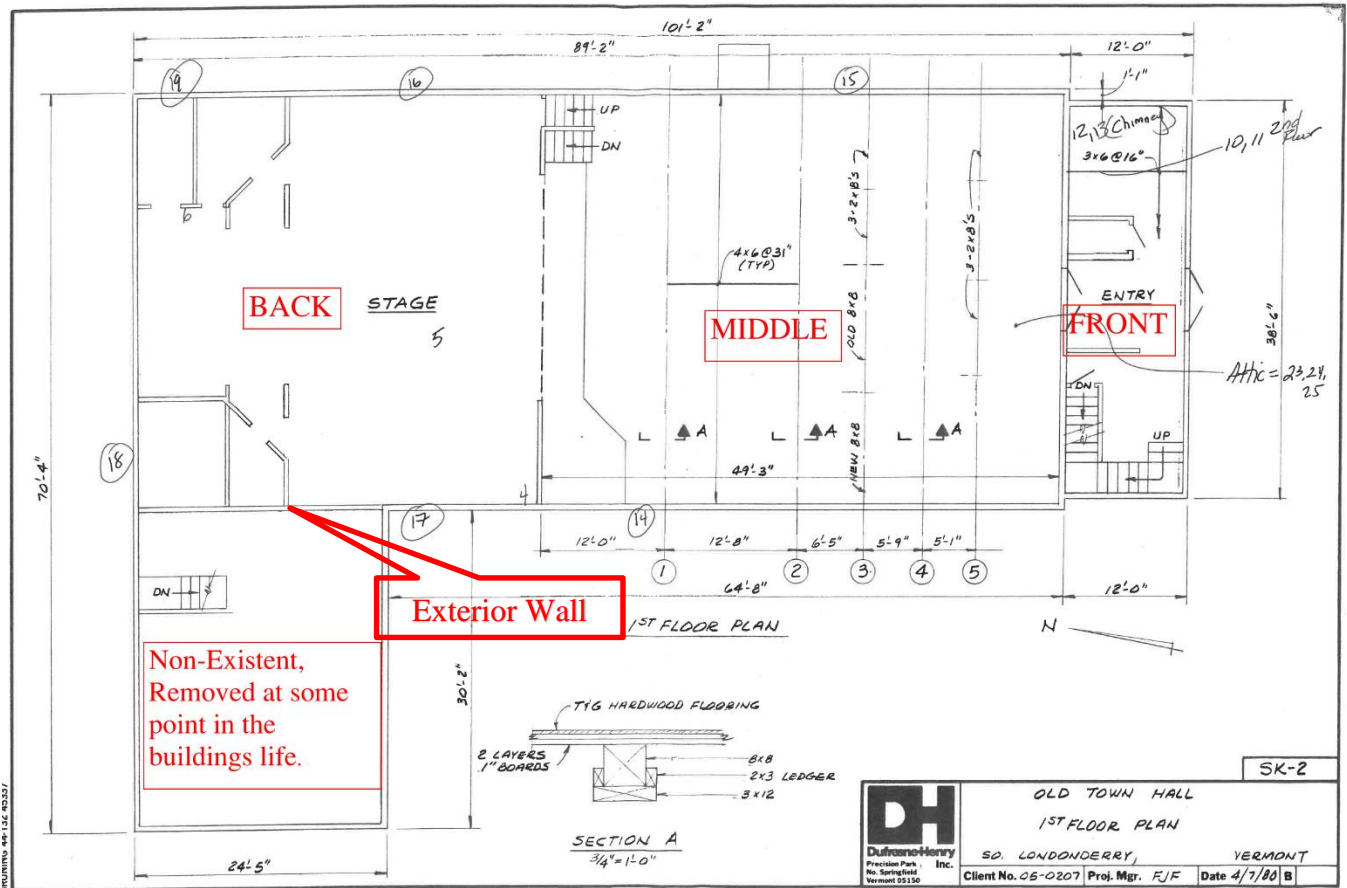 101'-2"
89'-2"
12'-0"
1'-1"
19
16
15
UP
DN
12,13 (Chimney)
3x6@16"
10, 11 2nd
Floor
3-2x8'S
3-2x8'S
4x6@31"
(TYP)
6
BACK
STAGE
5
MIDDLE
OLD 8x8
ENTRY
FRONT
38'-6"
Attic = 23,24,
25
DN
UP
A
A
A
NEW 8x8
49'-3"
18
70'-4"
4
17
14
12'-0"
12'-8"
6'-5"
5'-9"
5'-1"
1
2
3
4
5
64'-8"
12'-0"
DN
Exterior Wall
1ST FLOOR PLAN
N
Non-Existent,
Removed at some
point in the
buildings life.
30'-2"
T&G HARDWOOD FLOORING
2 LAYERS
1" BOARDS
8x8
2x3 LEDGER
3x12
SECTION A
3/4"=1'-0"
24'-5"
SK-2
DH
Dufresne-Henry
Inc.
Precision Park
No. Springfield
Vermont 05150
OLD TOWN HALL
1ST FLOOR PLAN
SO. LONDONDERRY, VERMONT
Client No. 05-0207 Proj. Mgr. FJF Date 4/7/80 B